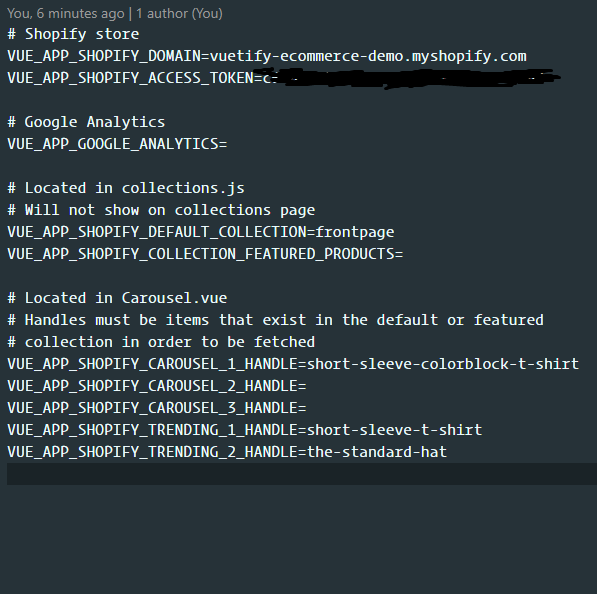 You, 6 minutes ago | 1 author (You)
# Shopify store
VUE_APP_SHOPIFY_DOMAIN=vuetify-ecommerce-demo.myshopify.com
VUE_APP_SHOPIFY_ACCESS_TOKEN=
# Google Analytics
VUE_APP_GOOGLE_ANALYTICS=
# Located in collections.js
# Will not show on collections page
VUE_APP_SHOPIFY_DEFAULT_COLLECTION=frontpage
VUE_APP_SHOPIFY_COLLECTION_FEATURED_PRODUCTS=
# Located in Carousel.vue
# Handles must be items that exist in the default or featured
# collection in order to be fetched
VUE_APP_SHOPIFY_CAROUSEL_1_HANDLE=short-sleeve-colorblock-t-shirt
VUE_APP_SHOPIFY_CAROUSEL_2_HANDLE=
VUE_APP_SHOPIFY_CAROUSEL_3_HANDLE=
VUE_APP_SHOPIFY_TRENDING_1_HANDLE=short-sleeve-t-shirt
VUE_APP_SHOPIFY_TRENDING_2_HANDLE=the-standard-hat